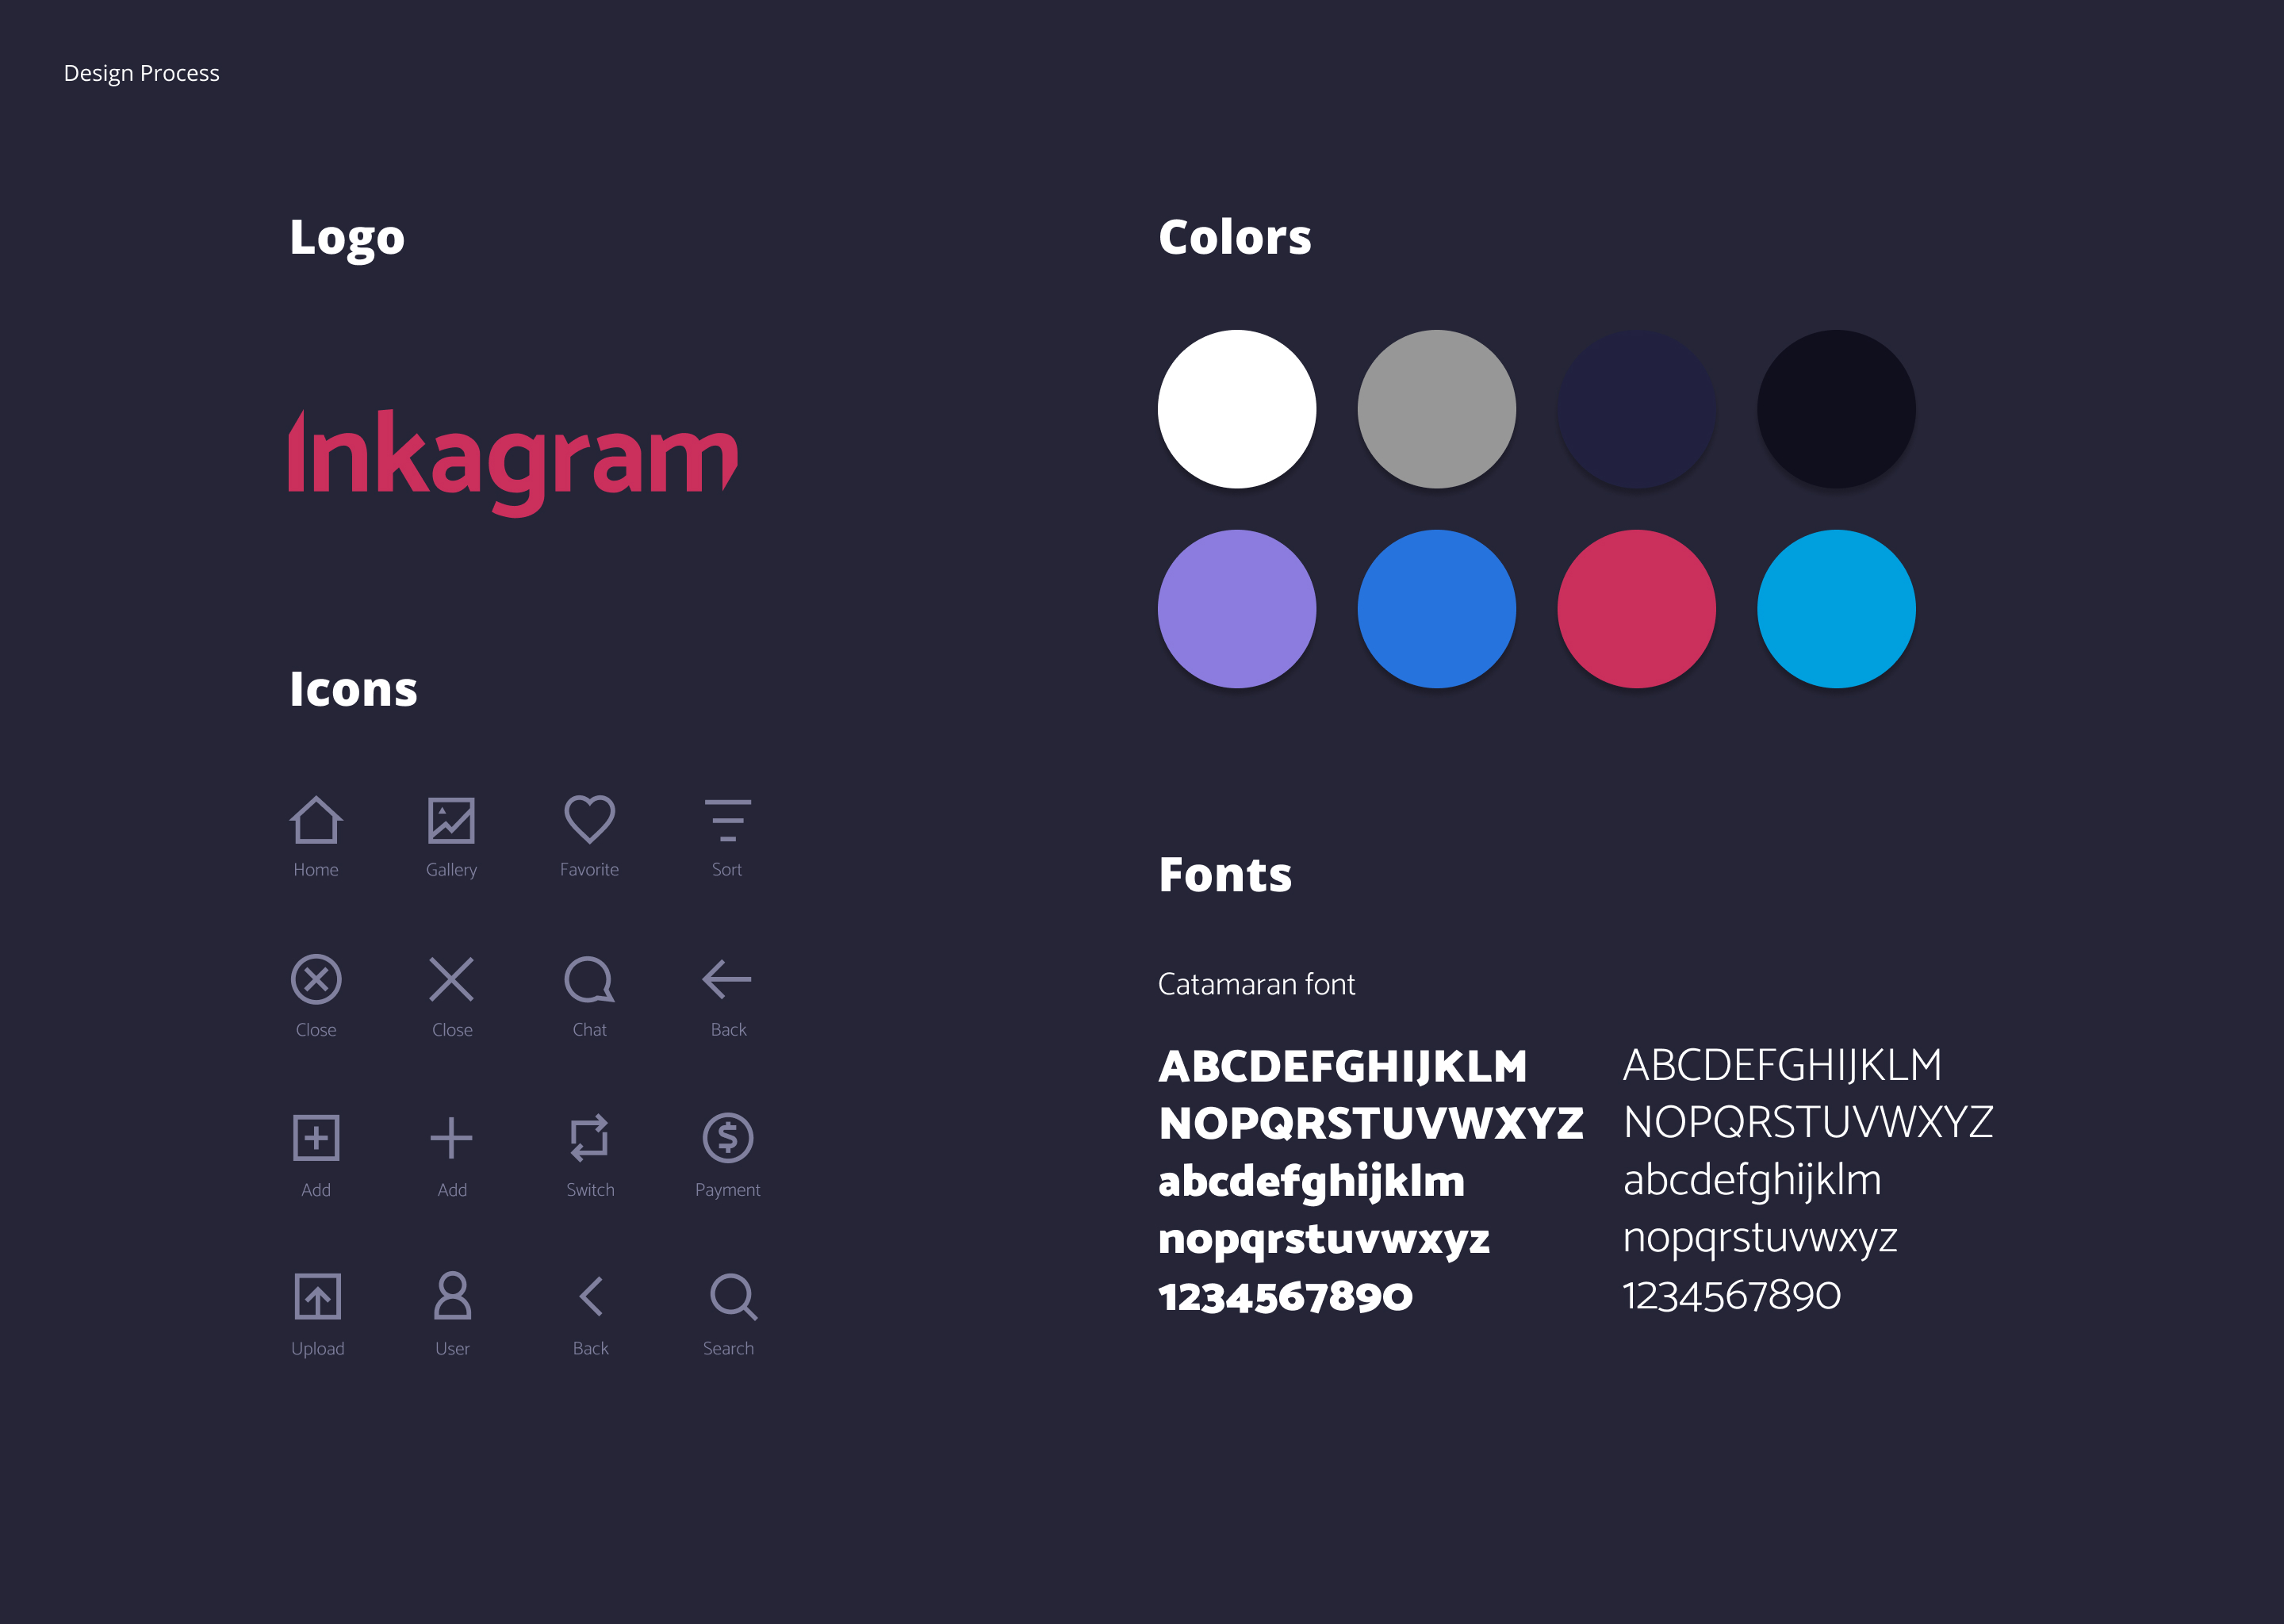 Design Process
Logo
Inkagram
Icons
Home
Gallery
Favorite
Sort
Close
Close
Chat
Back
Add
Add
Switch
Payment
Upload
User
Back
Search
Colors
Fonts
Catamaran font
ABCDEFGHIJKLM
NOPQRSTUVWXYZ
abcdefghijklm
nopqrstuvwxyz
1234567890
ABCDEFGHIJKLM
NOPQRSTUVWXYZ
abcdefghijklm
nopqrstuvwxyz
1234567890